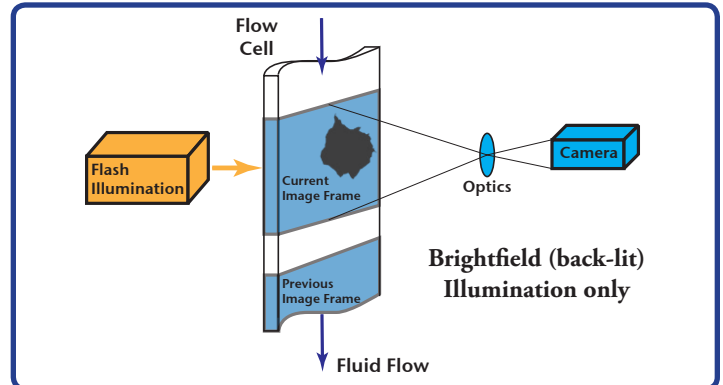 Flow
Cell
Flash
Illumination
Current
Image Frame
Optics
Camera
Previous
Image Frame
Brightfield (back-lit)
Illumination only
Fluid Flow